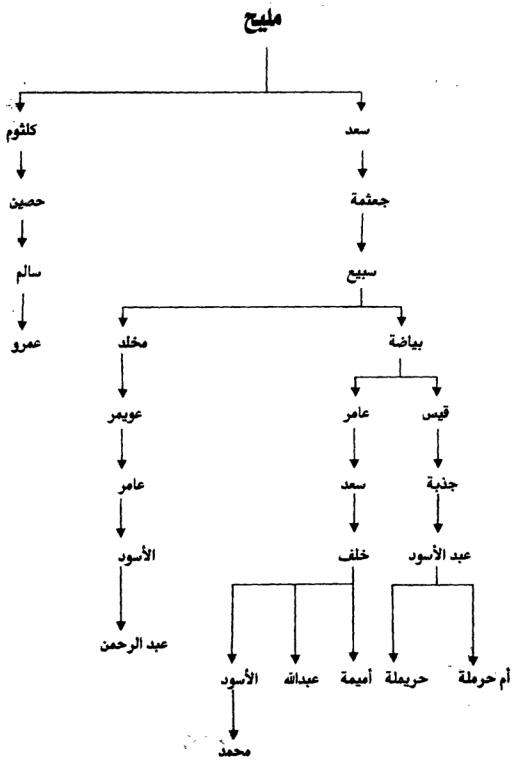 مليح
سعد كلثوم
جعثمة حصين
سبيع سالم
بياضة مخلد عمرو
قيس عامر عويمر
جذبة سعد عامر
عبد الأسود خلف الأسود
عبد الرحمن
أم حرملة حريملة أميمة عبدالله الأسود
محمد